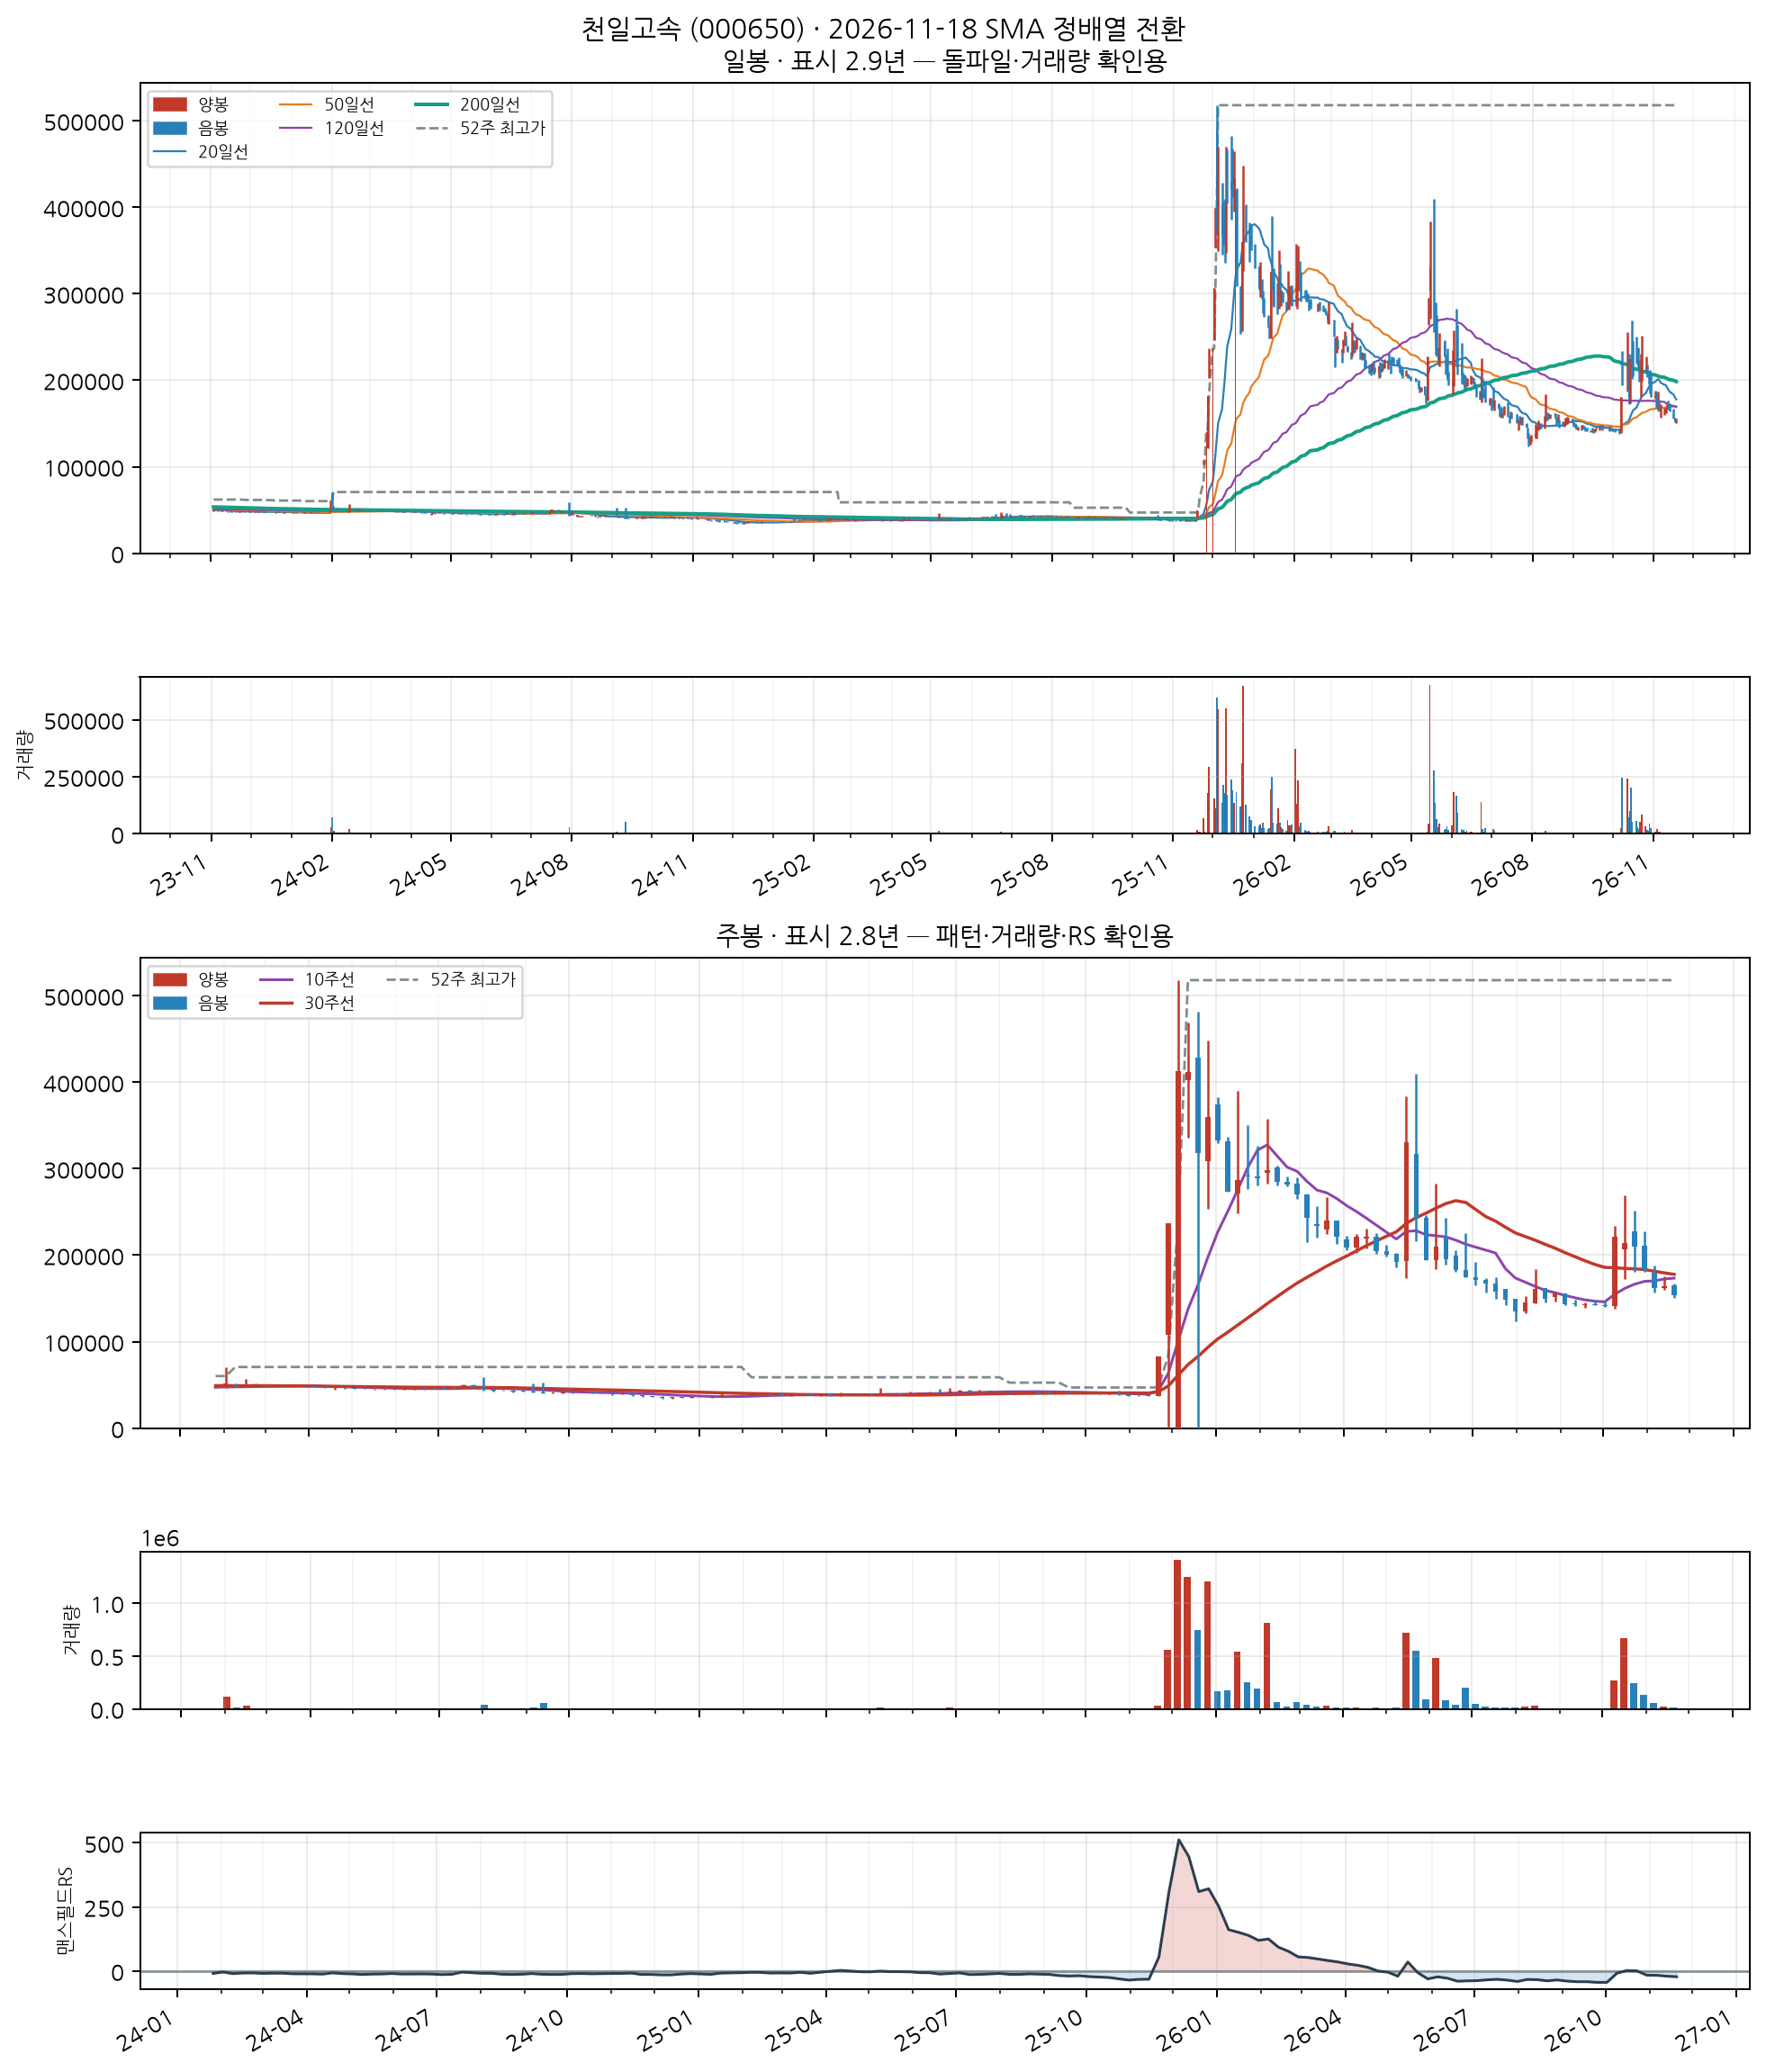 천일고속 (000650) · 2026-11-18 SMA 정배열 전환
일봉 · 표시 2.9년 — 돌파일·거래량 확인용
양봉 50일선 200일선
음봉 120일선 52주 최고가
20일선
500000
400000
300000
200000
100000
0
거래량
500000
250000
0
23-11 24-02 24-05 24-08 24-11 25-02 25-05 25-08 25-11 26-02 26-05 26-08 26-11
주봉 · 표시 2.8년 — 패턴·거래량·RS 확인용
양봉 10주선 52주 최고가
음봉 30주선
500000
400000
300000
200000
100000
0
1e6
거래량
1.0
0.5
0.0
맨스필드RS
500
250
0
24-01 24-04 24-07 24-10 25-01 25-04 25-07 25-10 26-01 26-04 26-07 26-10 27-01